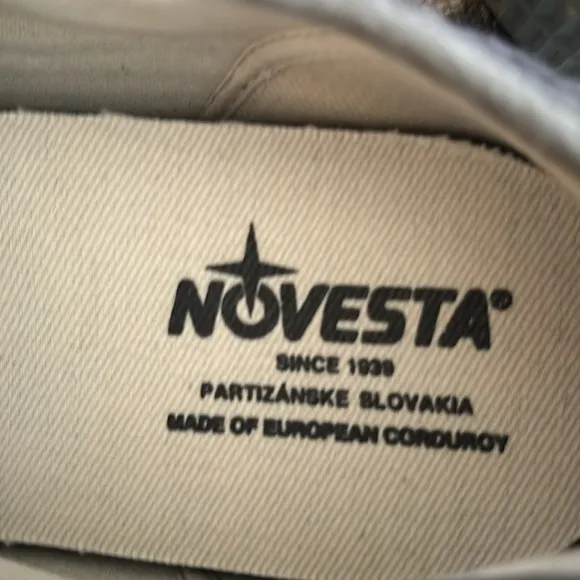 NOVESTA®
SINCE 1939
PARTIZÁNSKE SLOVAKIA
MADE OF EUROPEAN CORDUROY